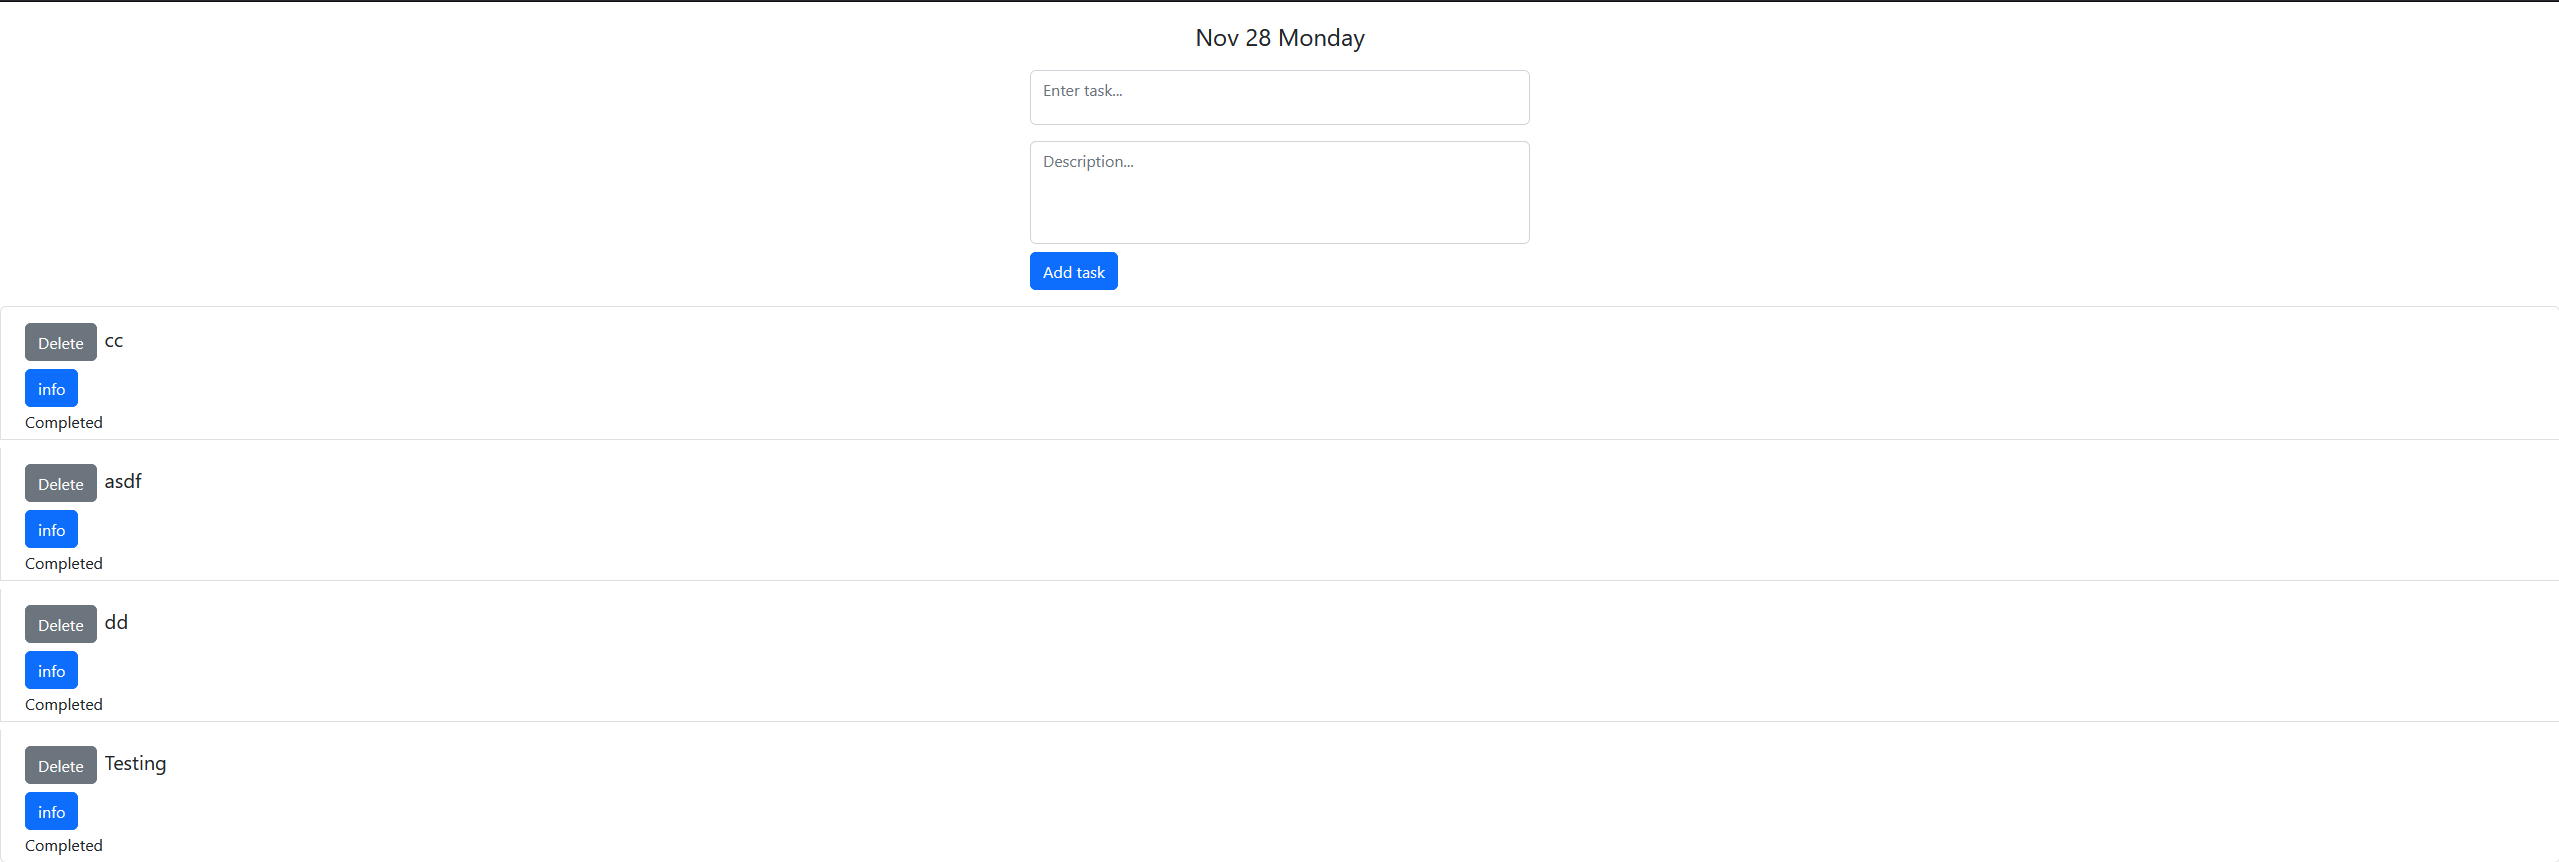 Nov 28 Monday
Enter task...
Description...
Add task
Delete cc
info
Completed
Delete asdf
info
Completed
Delete dd
info
Completed
Delete Testing
info
Completed